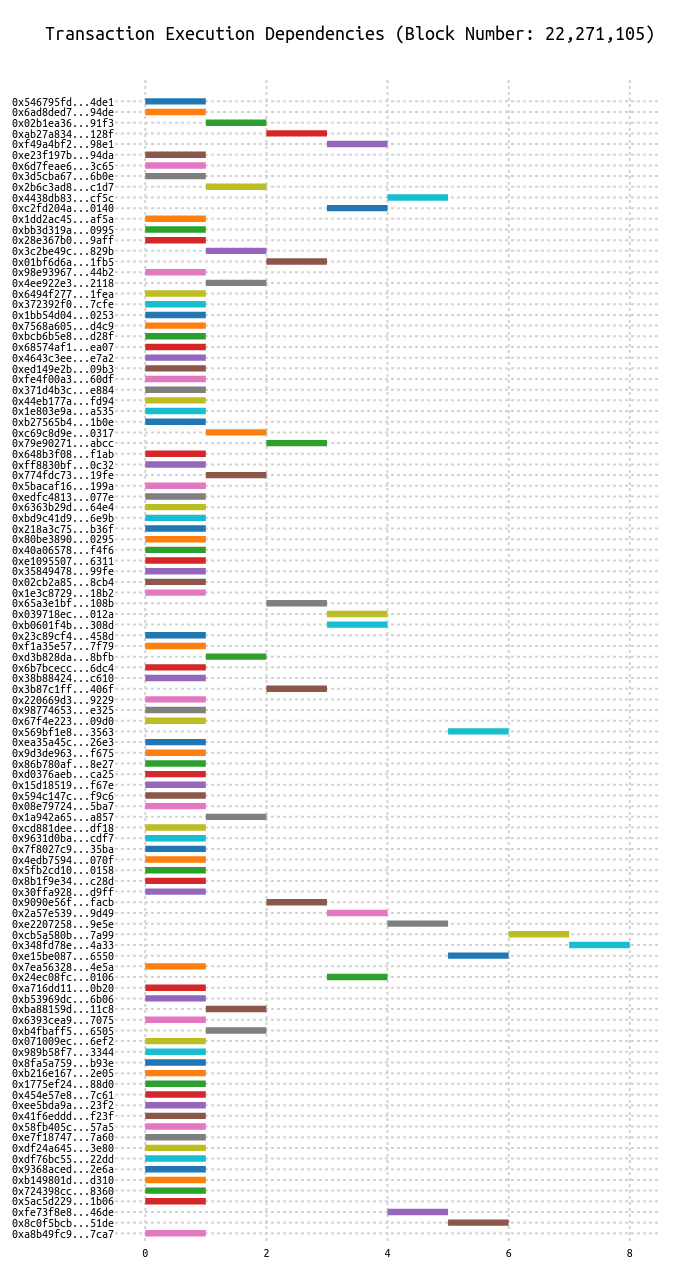 Transaction Execution Dependencies (Block Number: 22,271,105)
0x546795fd...4de1
0x6ad8ded7...94de
0x02b1ea36...91f3
0xab27a834...128f
0xf49a4bf2...98e1
0xe23f197b...94da
0x6d7feae6...3c65
0x3d5cba67...6b0e
0x2b6c3ad8...c1d7
0x4438db83...cf5c
0xc2fd204a...0140
0x1dd2ac45...af5a
0xbb3d319a...0995
0x28e367b0...9aff
0x3c2be49c...829b
0x01bf6d6a...1fb5
0x98e93967...44b2
0x4ee922e3...2118
0x6494f277...1fea
0x372392f0...7cfe
0x1bb54d04...0253
0x7568a605...d4c9
0xbcb6b5e8...d28f
0x68574af1...ea07
0x4643c3ee...e7a2
0xed149e2b...09b3
0xfe4f00a3...60df
0x371d4b3c...e884
0x44eb177a...fd94
0x1e803e9a...a535
0xb27565b4...1b0e
0xc69c8d9e...0317
0x79e90271...abcc
0x648b3f08...f1ab
0xff8830bf...0c32
0x774fdc73...19fe
0x5bacaf16...199a
0xedfc4813...077e
0x6363b29d...64e4
0xbd9c41d9...6e9b
0x218a3c75...b36f
0x80be3890...0295
0x40a06578...f4f6
0xe1095507...6311
0x35849478...99fe
0x02cb2a85...8cb4
0x1e3c8729...18b2
0x65a3e1bf...108b
0x039718ec...012a
0xb0601f4b...308d
0x23c89cf4...458d
0xf1a35e57...7f79
0xd3b828da...8bfb
0x6b7bcecc...6dc4
0x38b88424...c610
0x3b87c1ff...406f
0x220669d3...9229
0x98774653...e325
0x67f4e223...09d0
0x569bf1e8...3563
0xea35a45c...26e3
0x9d3de963...f675
0x86b780af...8e27
0xd0376aeb...ca25
0x15d18519...f67e
0x594c147c...f9c6
0x08e79724...5ba7
0x1a942a65...a857
0xcd881dee...df18
0x9631d0ba...cdf7
0x7f8027c9...35ba
0x4edb7594...070f
0x5fb2cd10...0158
0x8b1f9e34...c28d
0x30ffa928...d9ff
0x9090e56f...facb
0x2a57e539...9d49
0xe2207258...9e5e
0xcb5a580b...7a99
0x348fd78e...4a33
0xe15be087...6550
0x7ea56328...4e5a
0x24ec08fc...0106
0xa716dd11...0b20
0xb53969dc...6b06
0xba88159d...11c8
0x6393cea9...7075
0xb4fbaff5...6505
0x071009ec...6ef2
0x989b58f7...3344
0x8fa5a759...b93e
0xb216e167...2e05
0x1775ef24...88d0
0x454e57e8...7c61
0xee5bda9a...23f2
0x41f6eddd...f23f
0x58fb405c...57a5
0xe7f18747...7a60
0xdf24a645...3e80
0xdf76bc55...22dd
0x9368aced...2e6a
0xb149801d...d310
0x724398cc...8360
0x5ac5d229...1b06
0xfe73f8e8...46de
0x8c0f5bcb...51de
0xa8b49fc9...7ca7
0 2 4 6 8